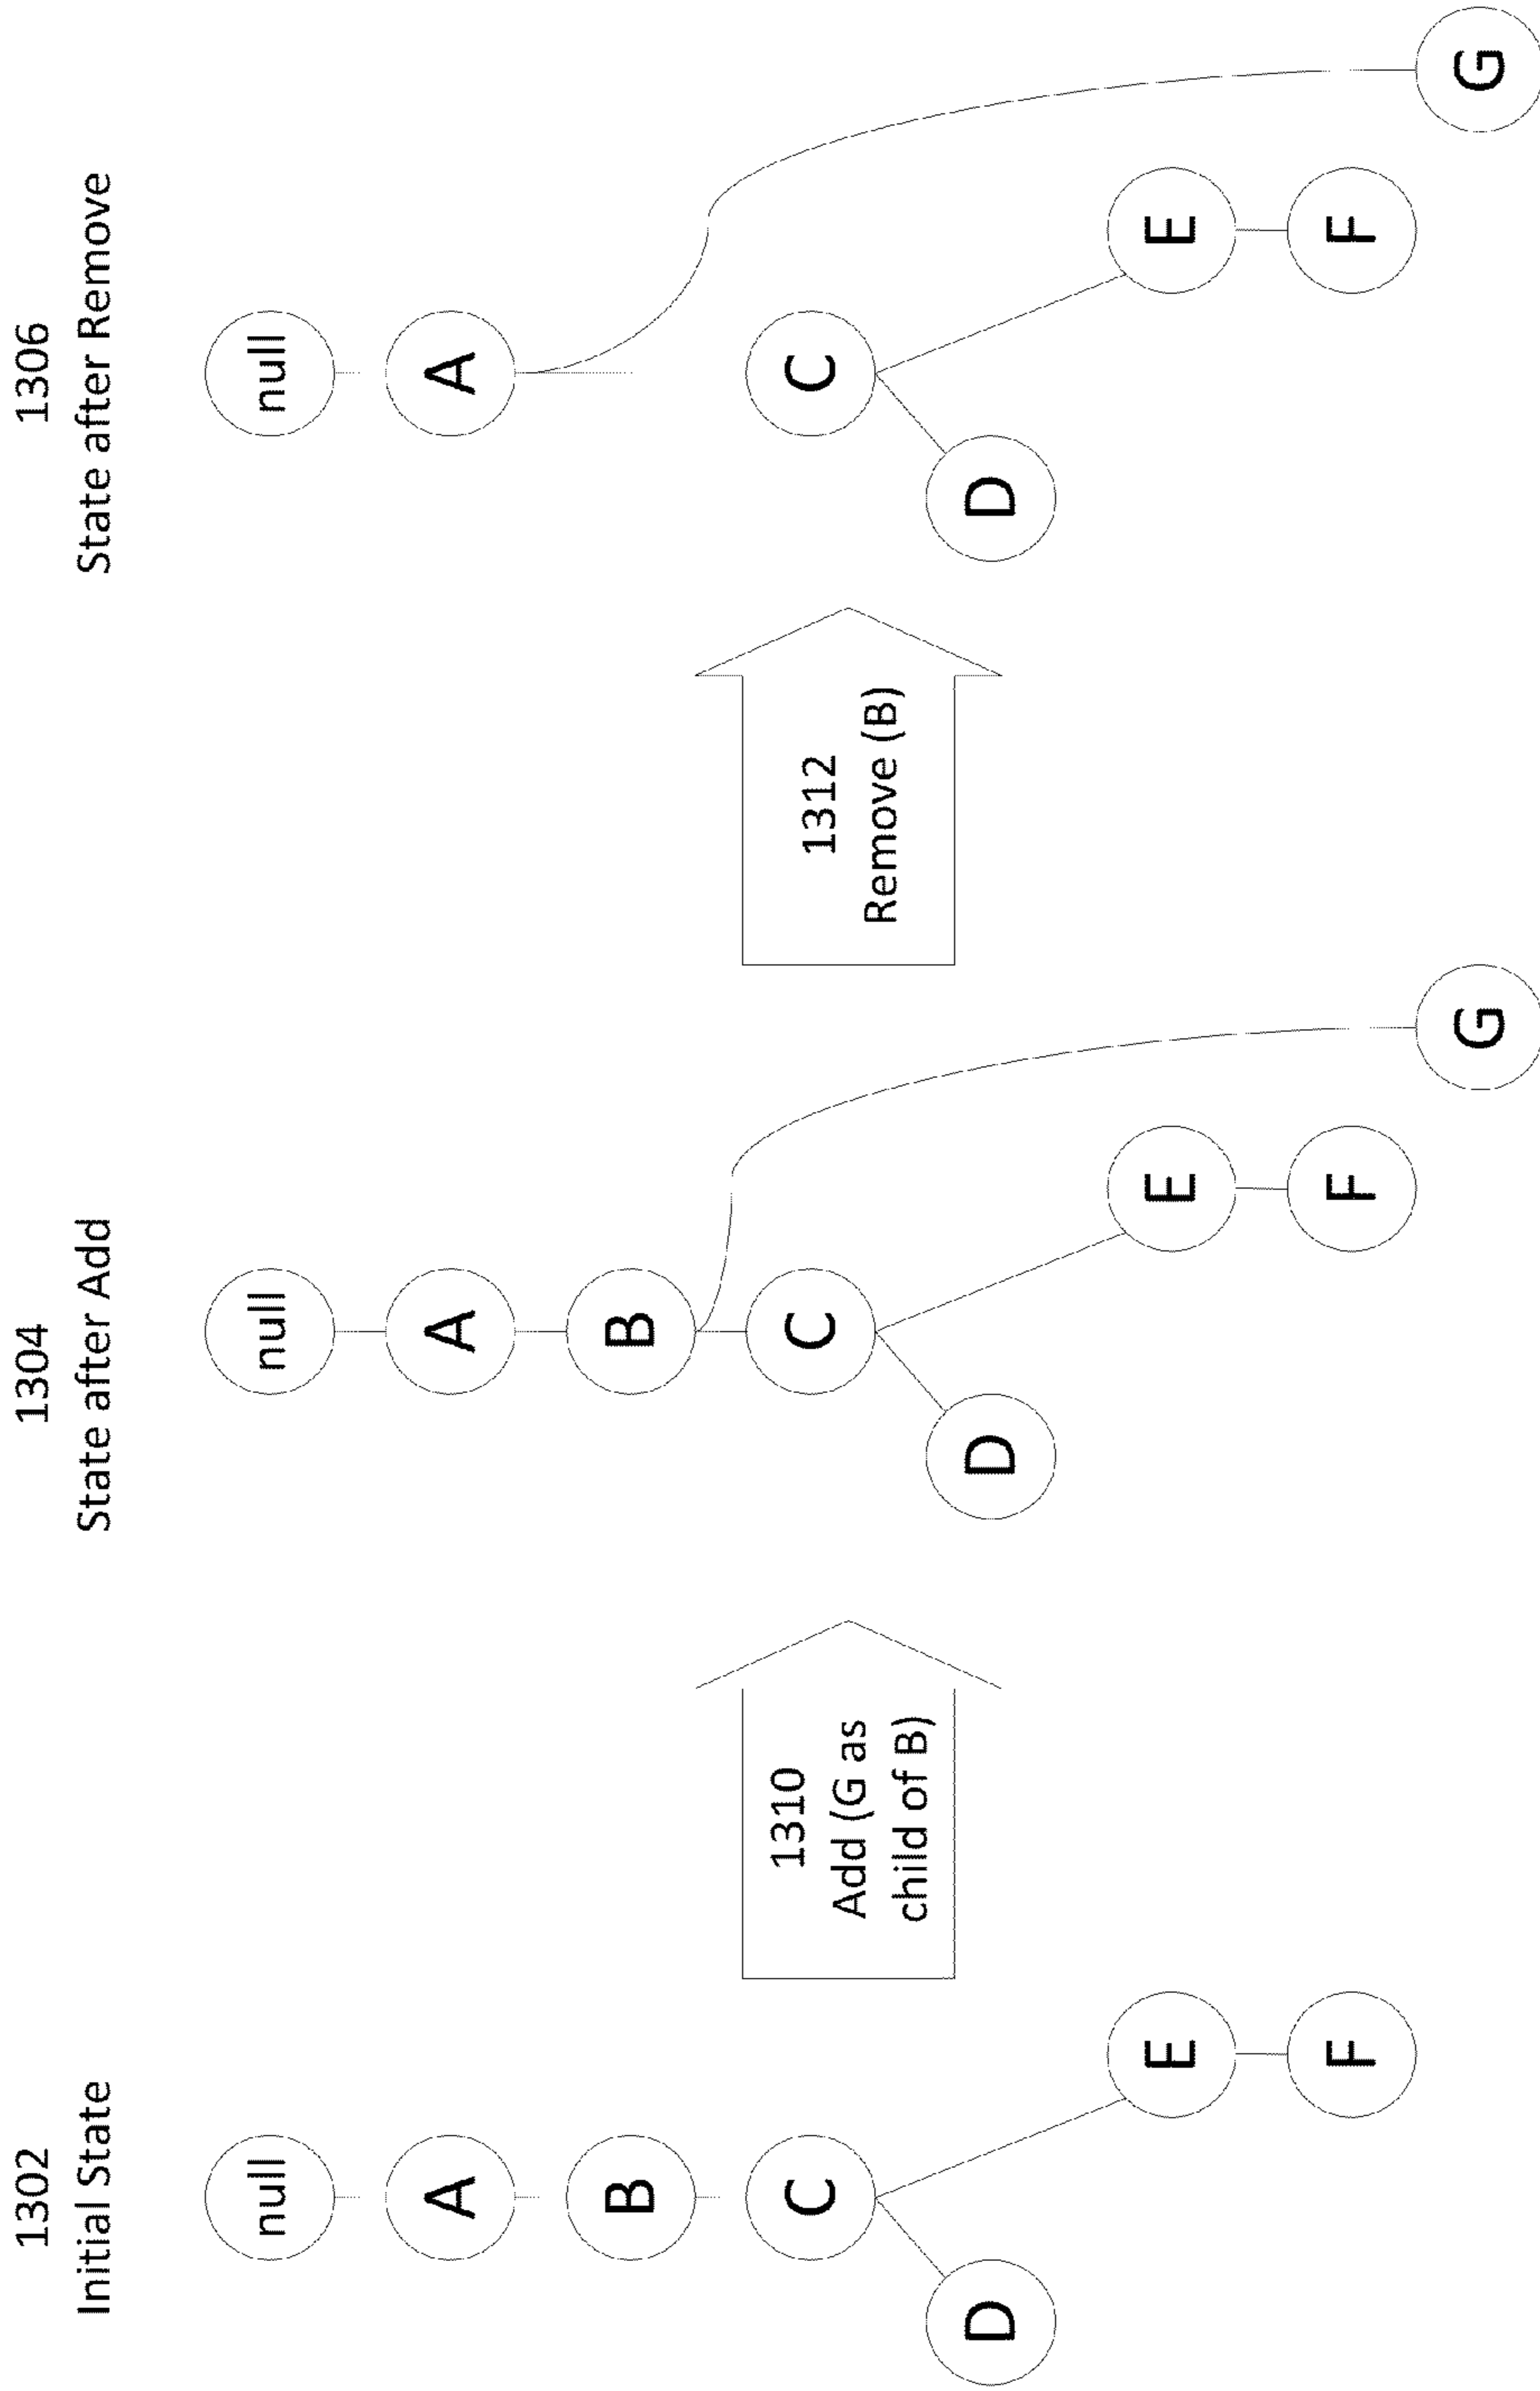 1302
Initial State
null
A
B
C
D
E
F
1310
Add (G as
child of B)
1304
State after Add
null
A
B
C
D
E
F
G
1312
Remove (B)
1306
State after Remove
null
A
C
D
E
F
G